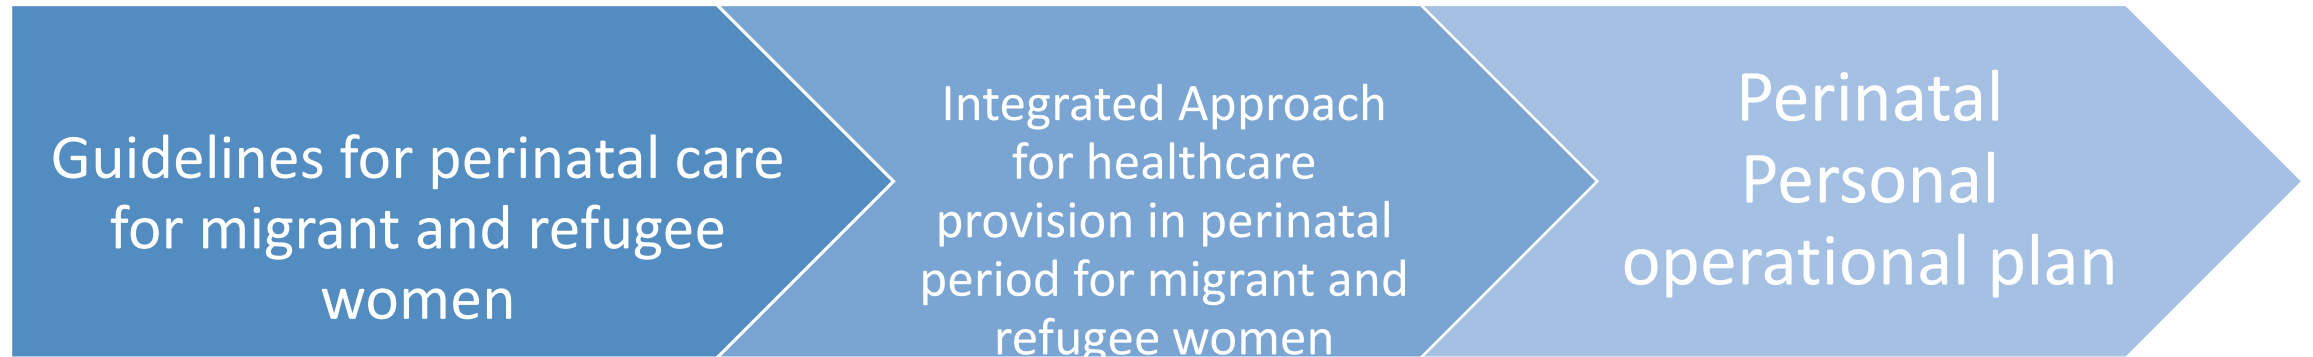 Guidelines for perinatal care
for migrant and refugee
women
Integrated Approach
for healthcare
provision in perinatal
period for migrant and
refugee women
Perinatal
Personal
operational plan